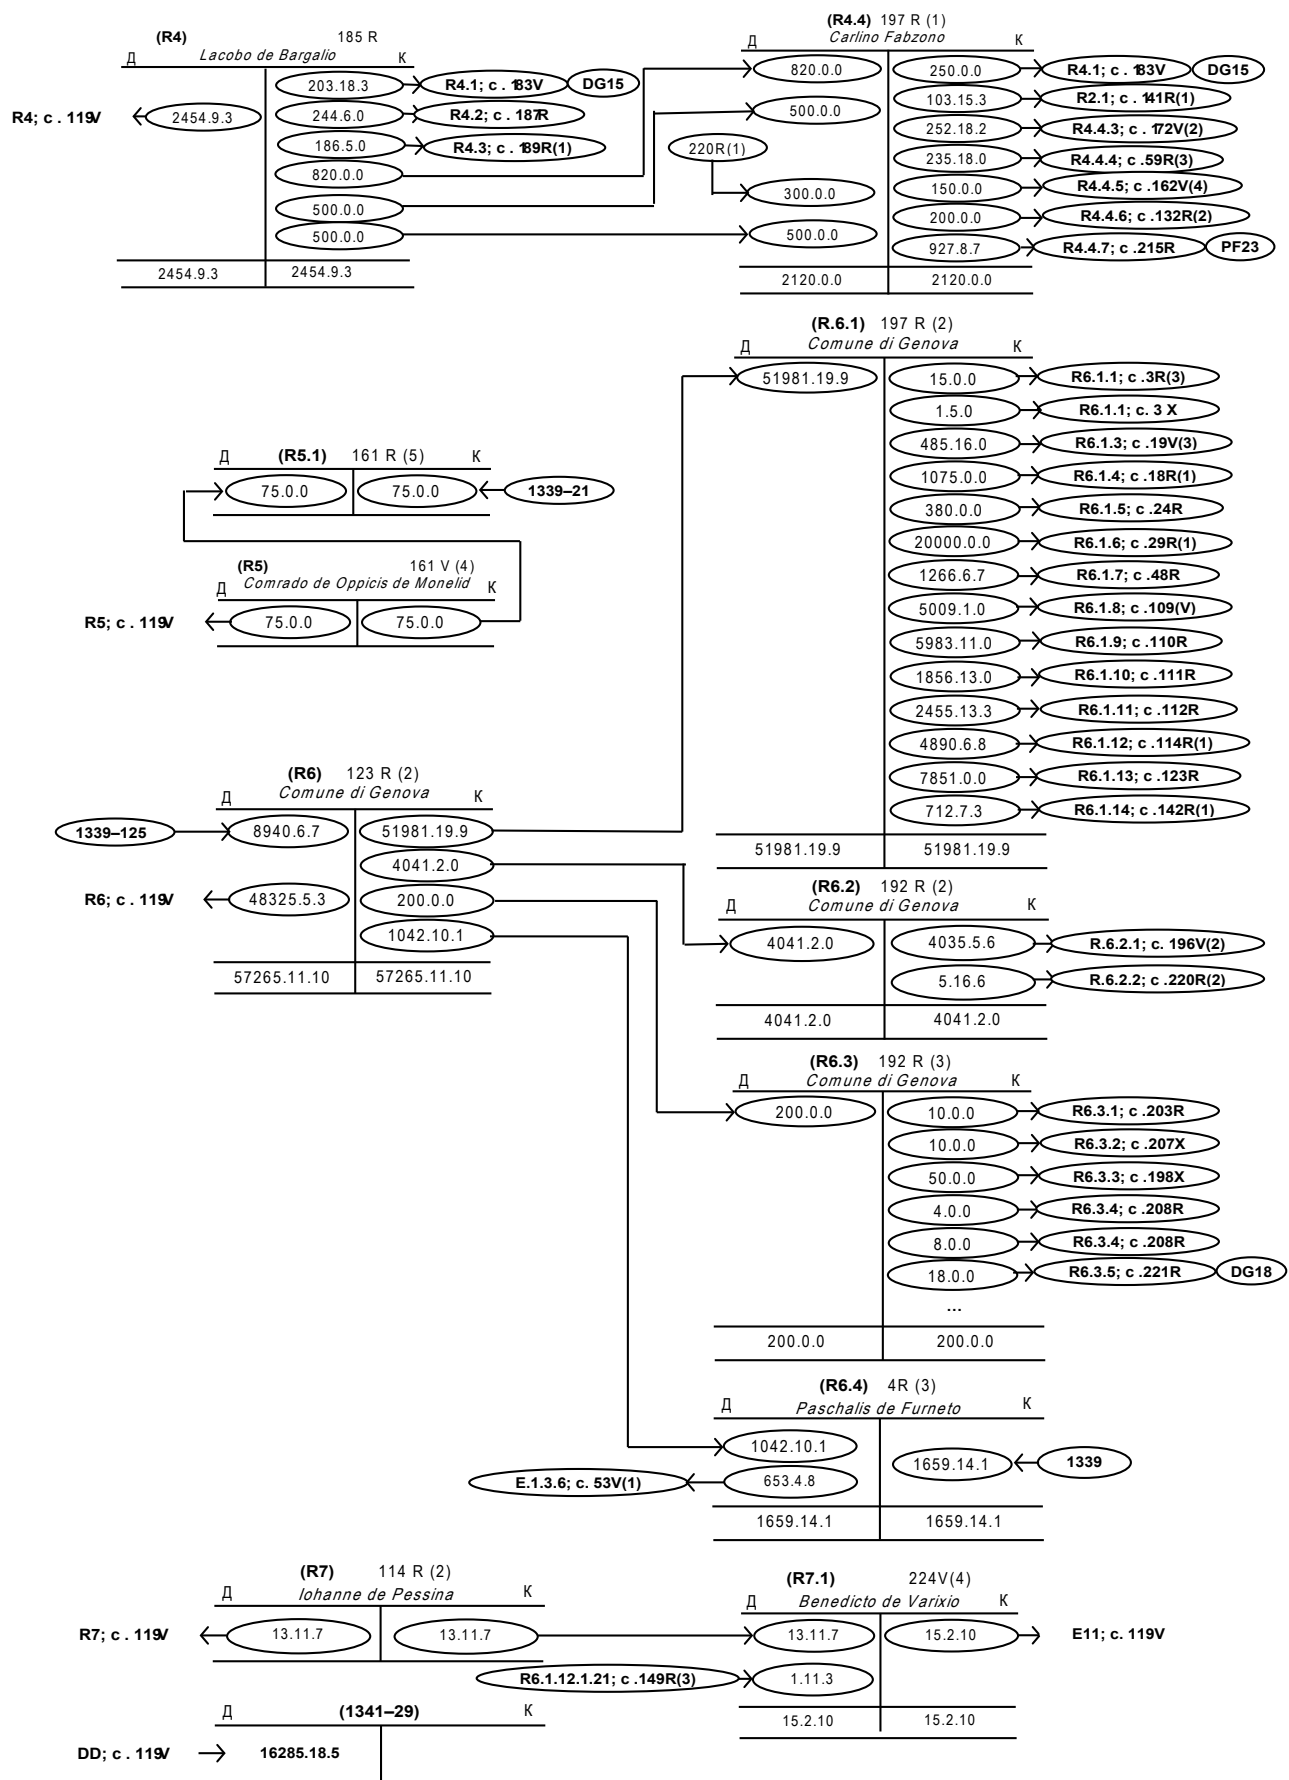 (R4) 185 R
Lacobo de Bargalio
Д К
R4; c . 119V
2454.9.3
203.18.3
R4.1; c . 183V
DG15
244.6.0
R4.2; c . 187R
186.5.0
R4.3; c . 189R(1)
820.0.0
500.0.0
500.0.0
2454.9.3 2454.9.3
(R4.4) 197 R (1)
Carlino Fabzono
Д К
820.0.0
500.0.0
220R(1)
300.0.0
500.0.0
250.0.0
R4.1; c . 183V
DG15
103.15.3
R2.1; c . 141R(1)
252.18.2
R4.4.3; c . 172V(2)
235.18.0
R4.4.4; c .59R(3)
150.0.0
R4.4.5; c .162V(4)
200.0.0
R4.4.6; c .132R(2)
927.8.7
R4.4.7; c .215R
PF23
2120.0.0 2120.0.0
(R.6.1) 197 R (2)
Comune di Genova
Д К
51981.19.9
15.0.0
R6.1.1; c .3R(3)
1.5.0
R6.1.1; c. 3 X
485.16.0
R6.1.3; c .19V(3)
1075.0.0
R6.1.4; c .18R(1)
380.0.0
R6.1.5; c .24R
20000.0.0
R6.1.6; c .29R(1)
1266.6.7
R6.1.7; c .48R
5009.1.0
R6.1.8; c .109(V)
5983.11.0
R6.1.9; c .110R
1856.13.0
R6.1.10; c .111R
2455.13.3
R6.1.11; c .112R
4890.6.8
R6.1.12; c .114R(1)
7851.0.0
R6.1.13; c .123R
712.7.3
R6.1.14; c .142R(1)
51981.19.9 51981.19.9
Д (R5.1) 161 R (5) К
75.0.0 75.0.0
1339–21
(R5) 161 V (4)
Д Comrado de Oppicis de Monelid К
R5; c . 119V
75.0.0 75.0.0
(R6) 123 R (2)
Д Comune di Genova К
1339–125
8940.6.7 51981.19.9
4041.2.0
R6; c . 119V
48325.5.3 200.0.0
1042.10.1
57265.11.10 57265.11.10
(R6.2) 192 R (2)
Д Comune di Genova К
4041.2.0 4035.5.6
R.6.2.1; c. 196V(2)
5.16.6
R.6.2.2; c .220R(2)
4041.2.0 4041.2.0
(R6.3) 192 R (3)
Д Comune di Genova К
200.0.0 10.0.0
R6.3.1; c .203R
10.0.0
R6.3.2; c .207X
50.0.0
R6.3.3; c .198X
4.0.0
R6.3.4; c .208R
8.0.0
R6.3.4; c .208R
18.0.0
R6.3.5; c .221R
DG18
...
200.0.0 200.0.0
(R6.4) 4R (3)
Д Paschalis de Furneto К
1042.10.1
E.1.3.6; c. 53V(1)
653.4.8
1659.14.1
1339
1659.14.1 1659.14.1
(R7) 114 R (2)
Д Iohanne de Pessina К
R7; c . 119V
13.11.7 13.11.7
(R7.1) 224V(4)
Д Benedicto de Varixio К
13.11.7 15.2.10
E11; c. 119V
R6.1.12.1.21; c .149R(3)
1.11.3
15.2.10 15.2.10
Д (1341–29) К
DD; c . 119V
16285.18.5